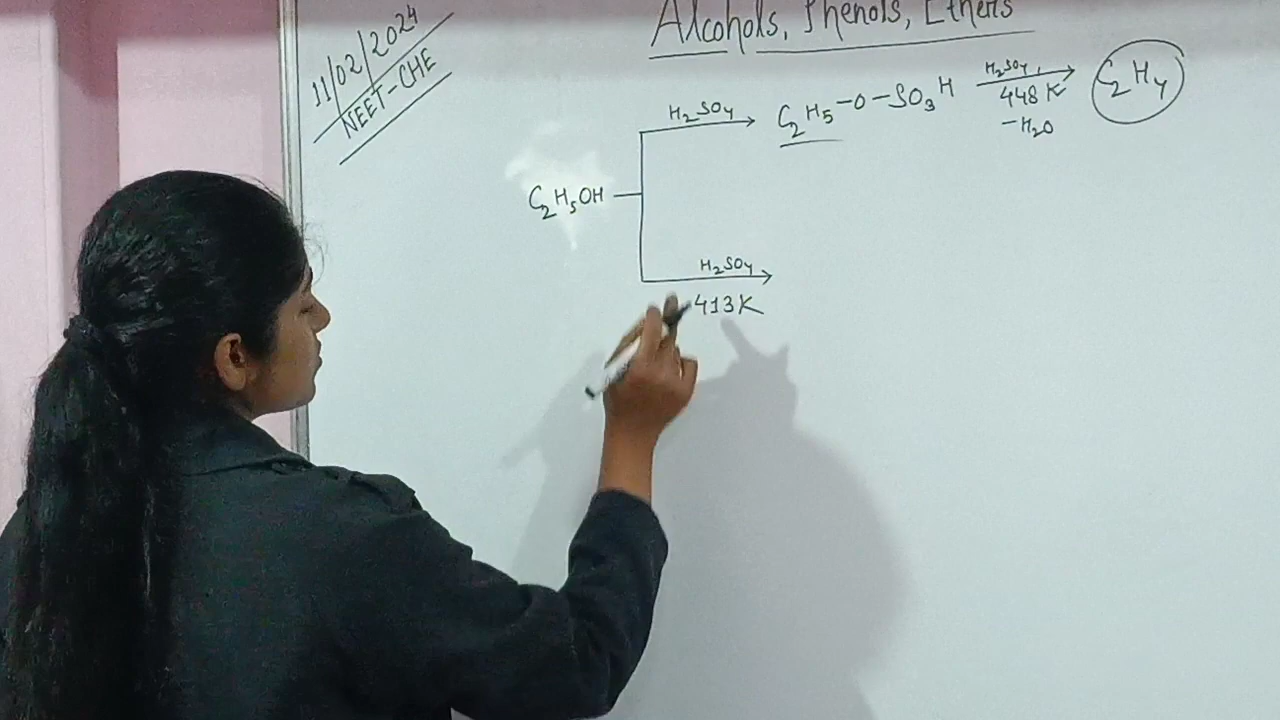 11/02/2024
NEET-CHE
Alcohols, Phenols, Ethers
H2SO4
C2H5-O-SO3H
H2SO4,
448 K
-H2O
C2H4
C2H5OH
H2SO4
413K